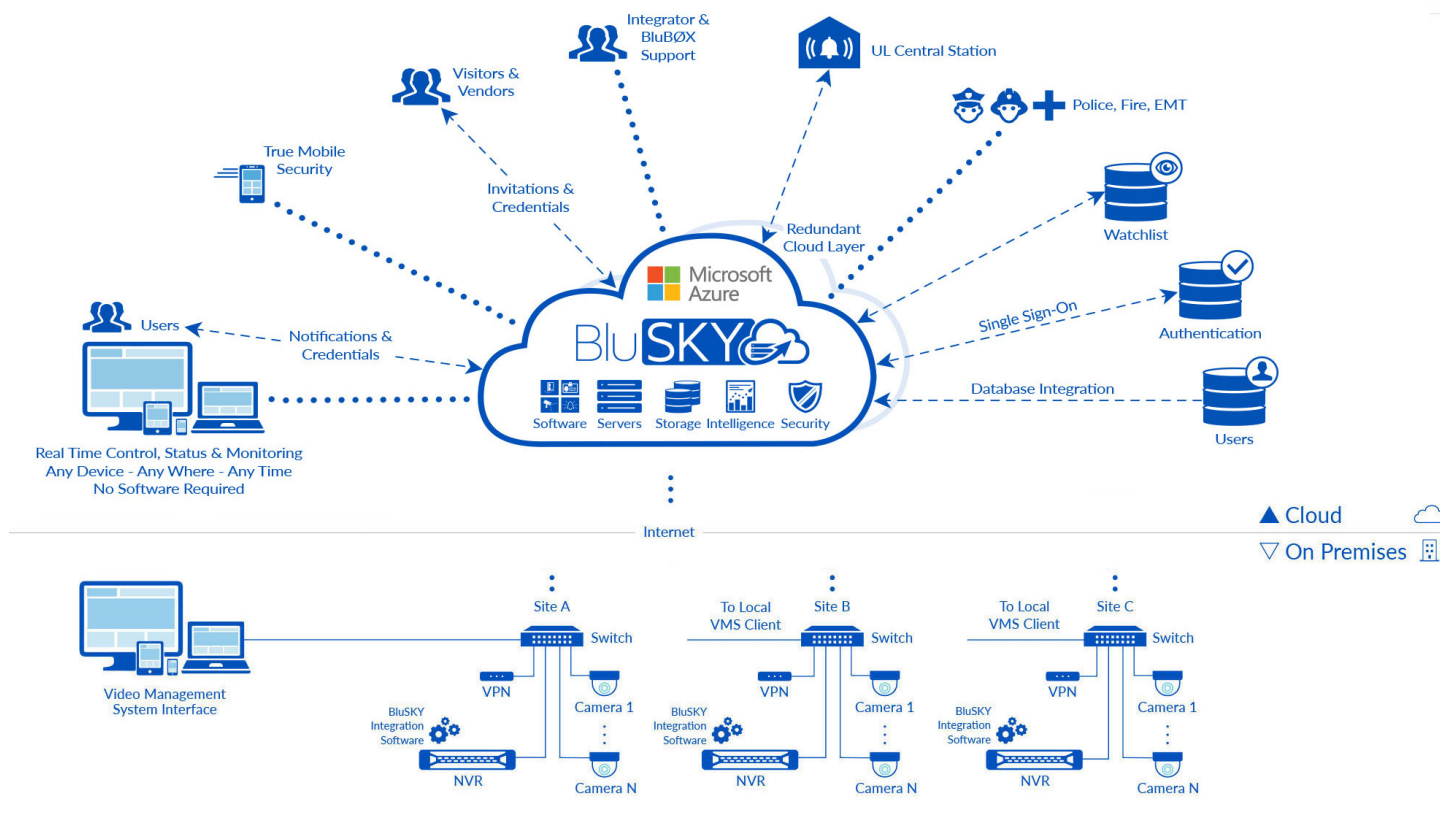 Integrator &
BluBØX
Support
UL Central Station
Visitors &
Vendors
Police, Fire, EMT
True Mobile
Security
Invitations &
Credentials
Redundant
Cloud Layer
Watchlist
Microsoft
Azure
Single Sign-On
Authentication
Users
Notifications &
Credentials
BluSKY
Database Integration
Software Servers Storage Intelligence Security
Users
Real Time Control, Status & Monitoring
Any Device - Any Where - Any Time
No Software Required
Cloud
Internet
On Premises
Site A
Switch
VPN
Camera 1
BluSKY
Integration
Software
NVR
Camera N
Video Management
System Interface
To Local
VMS Client
Site B
Switch
VPN
Camera 1
BluSKY
Integration
Software
NVR
Camera N
To Local
VMS Client
Site C
Switch
VPN
Camera 1
BluSKY
Integration
Software
NVR
Camera N